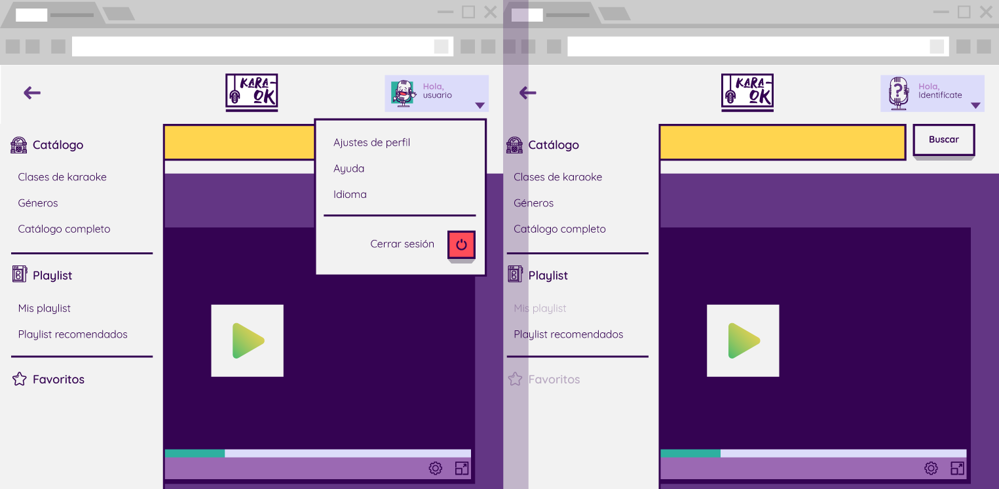 KARA-
OK
Hola,
usuario
Catálogo
Clases de karaoke
Géneros
Catálogo completo
Playlist
Mis playlist
Playlist recomendados
Favoritos
Ajustes de perfil
Ayuda
Idioma
Cerrar sesión
KARA-
OK
?
Hola,
Identifícate
Buscar
Catálogo
Clases de karaoke
Géneros
Catálogo completo
Playlist
Mis playlist
Playlist recomendados
Favoritos